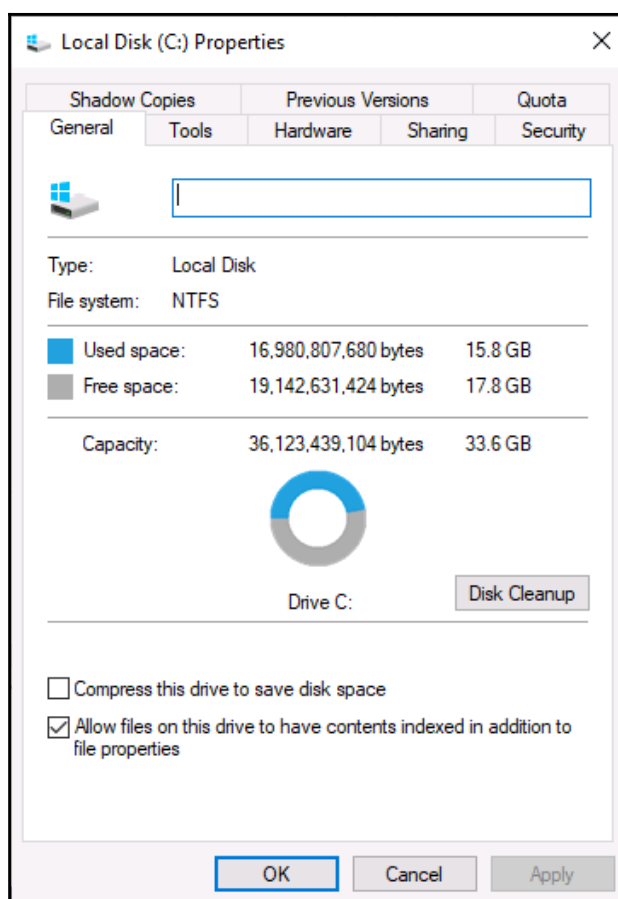 Local Disk (C:) Properties
Shadow Copies Previous Versions Quota
General Tools Hardware Sharing Security
Type: Local Disk
File system: NTFS
Used space: 16,980,807,680 bytes 15.8 GB
Free space: 19,142,631,424 bytes 17.8 GB
Capacity: 36,123,439,104 bytes 33.6 GB
Drive C: Disk Cleanup
Compress this drive to save disk space
Allow files on this drive to have contents indexed in addition to
file properties
OK Cancel Apply